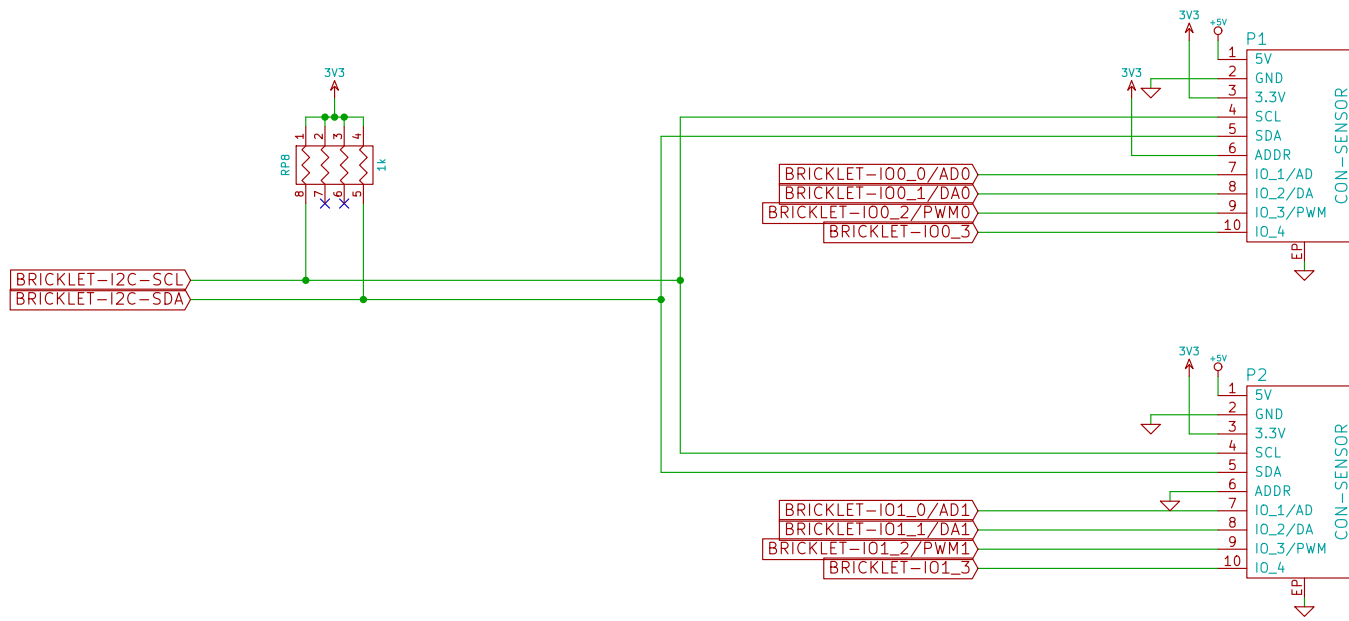 3V3
1
2
3
4
RP8
1k
8
7
6
5
BRICKLET-I2C-SCL
BRICKLET-I2C-SDA
3V3
+5V
3V3
P1
1 5V
2 GND
3 3.3V
4 SCL
5 SDA
6 ADDR
BRICKLET-IO0_0/AD0 7 IO_1/AD
BRICKLET-IO0_1/DA0 8 IO_2/DA
BRICKLET-IO0_2/PWM0 9 IO_3/PWM
BRICKLET-IO0_3 10 IO_4
CON-SENSOR
EP
3V3
+5V
P2
1 5V
2 GND
3 3.3V
4 SCL
5 SDA
6 ADDR
BRICKLET-IO1_0/AD1 7 IO_1/AD
BRICKLET-IO1_1/DA1 8 IO_2/DA
BRICKLET-IO1_2/PWM1 9 IO_3/PWM
BRICKLET-IO1_3 10 IO_4
CON-SENSOR
EP